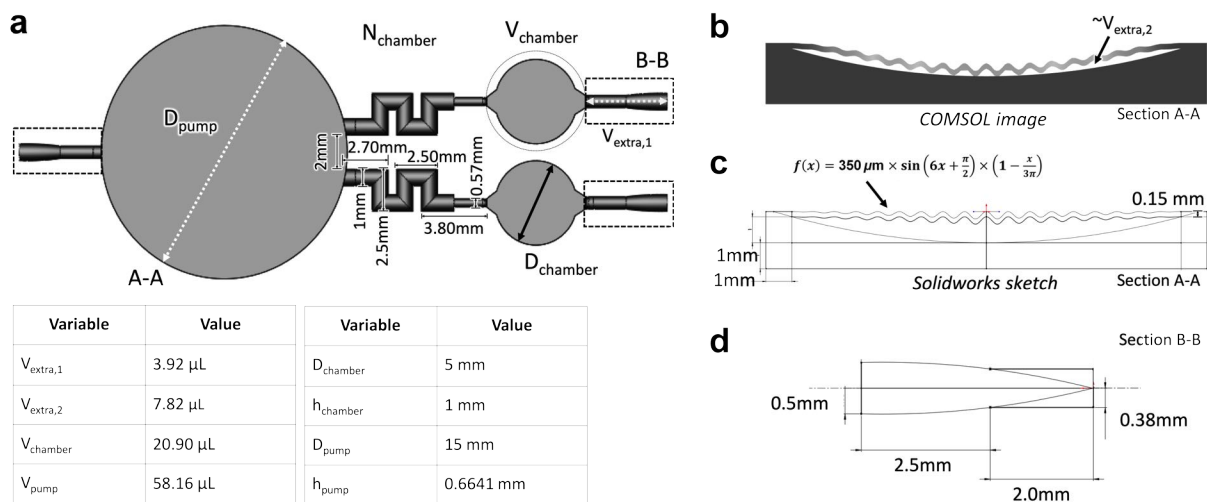 a
N_chamber
V_chamber
B-B
D_pump
V_extra,1
2mm
2.70mm
2.50mm
0.57mm
1mm
2.5mm
3.80mm
A-A
D_chamber
Variable Value
V_extra,1 3.92 µL
V_extra,2 7.82 µL
V_chamber 20.90 µL
V_pump 58.16 µL
Variable Value
D_chamber 5 mm
h_chamber 1 mm
D_pump 15 mm
h_pump 0.6641 mm
b
~V_extra,2
COMSOL image
Section A-A
c
f(x) = 350 µm × sin (6x + π/2) × (1 − x/3π)
0.15 mm
1mm
1mm
Solidworks sketch
Section A-A
d
Section B-B
0.5mm
0.38mm
2.5mm
2.0mm